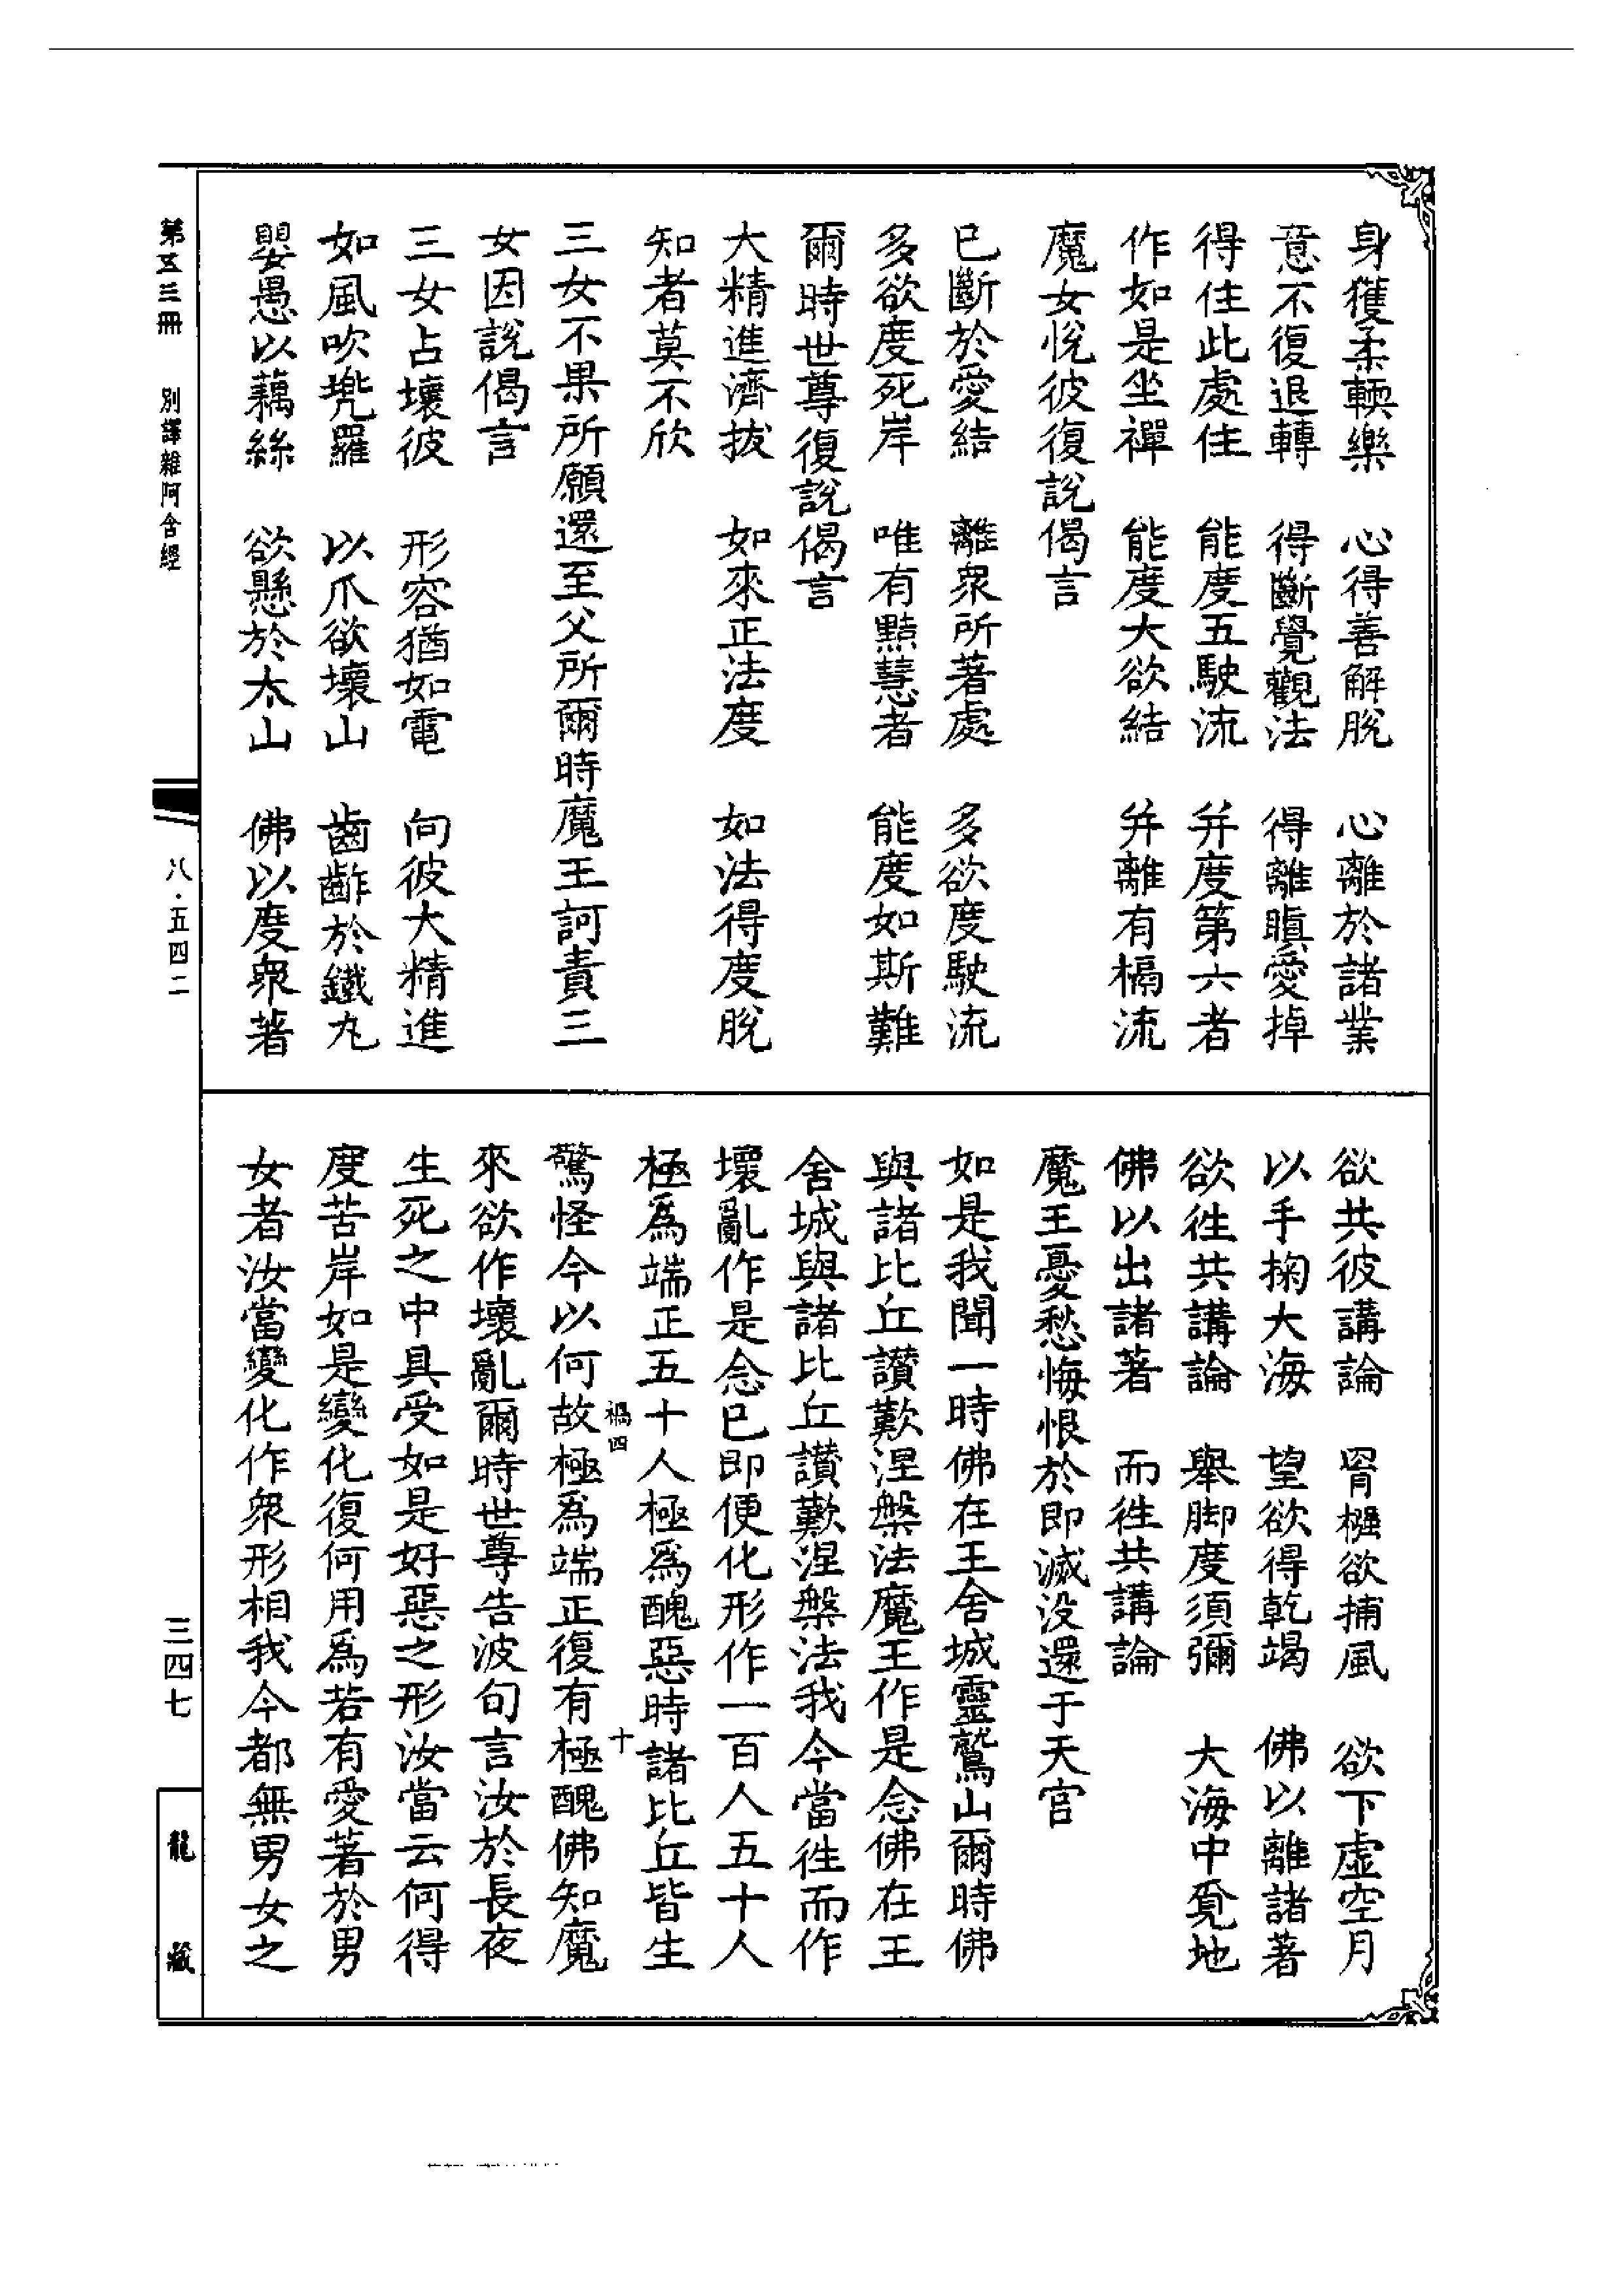 身獲柔輭樂　心得善解脫　心離於諸業
意不復退轉　得斷覺觀法　得離瞋愛掉
得住此處住　能度五駛流　并度第六者
作如是坐禪　能度大欲結　并離有槅流
魔女悅彼復說偈言
已斷於愛結　離衆所著處　多欲度駛流
多欲度死岸　唯有黠慧者　能度如斯難
爾時世尊復說偈言
大精進濟拔　如來正法度　如法得度脫
知者莫不欣
三女不果所願還至父所爾時魔王訶責三
女因說偈言
三女占壞彼　形容猶如電　向彼大精進
如風吹兠羅　以爪欲壞山　齒齚於鐵丸
嬰愚以藕絲　欲懸於太山　佛以度衆著
欲共彼講論　罥𣝛欲捕風　欲下虛空月
以手掬大海　望欲得乾竭　佛以離諸著
欲徃共講論　舉脚度須彌　大海中覓地
佛以出諸著　而徃共講論
魔王憂愁悔恨於即滅没還于天宮
如是我聞一時佛在王舍城靈鷲山爾時佛
與諸比丘讃歎涅槃法魔王作是念佛在王
舍城與諸比丘讃歎涅槃法我今當徃而作
壞亂作是念已即便化形作一百人五十人
極爲端正五十人極爲醜惡時諸比丘皆生
禍四　十
驚怪今以何故極爲端正復有極醜佛知魔
來欲作壞亂爾時世尊告波旬言汝於長夜
生死之中具受如是好惡之形汝當云何得
度苦岸如是變化復何用爲若有愛著於男
女者汝當變化作衆形相我今都無男女之
第五三冊　別譯雜阿含經
八·五四二
三四七
龍藏